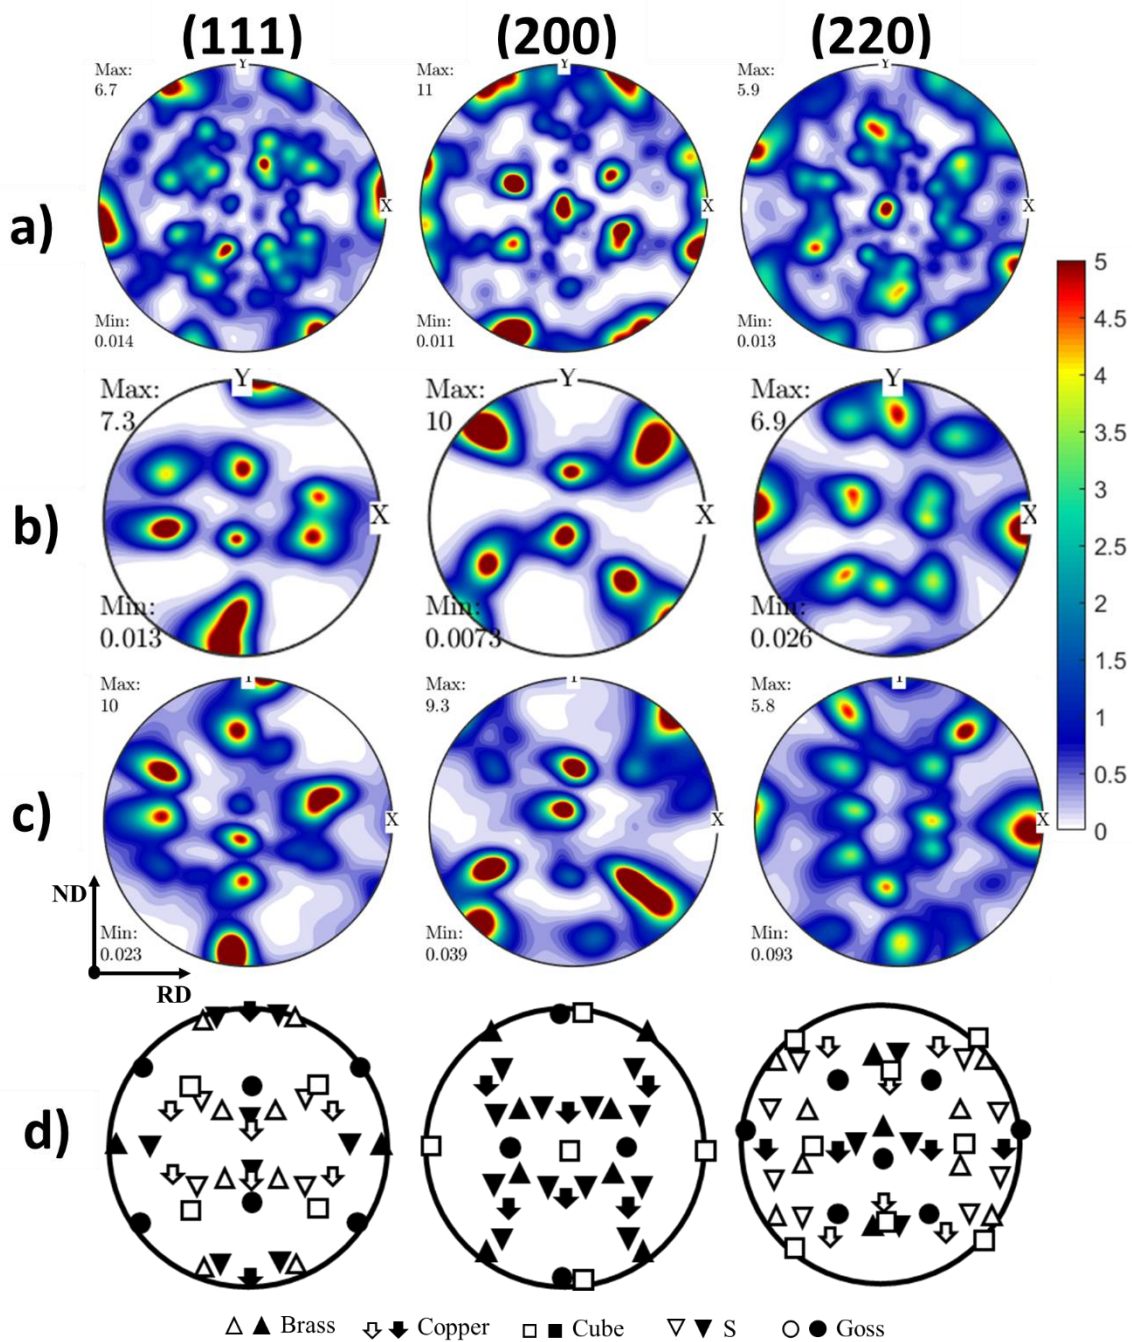 (111) (200) (220)
a)
Max:
6.7
Y
X
Min:
0.014
Max:
11
Y
X
Min:
0.011
Max:
5.9
Y
X
Min:
0.013
b)
Max:
7.3
Y
X
Min:
0.013
Max:
10
Y
X
Min:
0.0073
Max:
6.9
Y
X
Min:
0.026
c)
Max:
10
Y
X
Min:
0.023
Max:
9.3
X
Min:
0.039
Max:
5.8
Y
X
Min:
0.093
5
4.5
4
3.5
3
2.5
2
1.5
1
0.5
0
ND
RD
d)
Brass Copper Cube S Goss